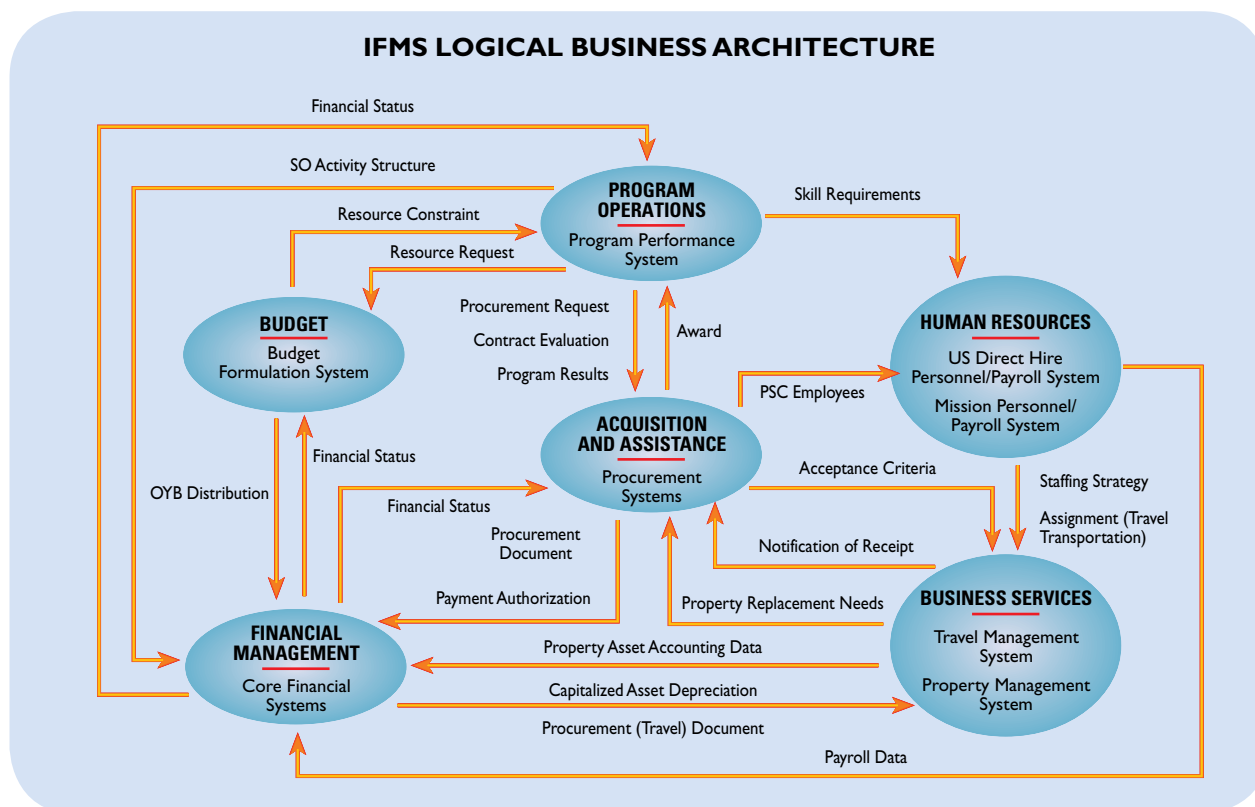 IFMS LOGICAL BUSINESS ARCHITECTURE
Financial Status
SO Activity Structure
Resource Constraint
Resource Request
PROGRAM
OPERATIONS
Program Performance
System
Skill Requirements
BUDGET
Budget
Formulation System
Procurement Request
Contract Evaluation
Program Results
Award
HUMAN RESOURCES
US Direct Hire
Personnel/Payroll System
Mission Personnel/
Payroll System
PSC Employees
ACQUISITION
AND ASSISTANCE
Procurement
Systems
Financial Status
OYB Distribution
Financial Status
Procurement
Document
Acceptance Criteria
Staffing Strategy
Assignment (Travel
Transportation)
Notification of Receipt
Payment Authorization
Property Replacement Needs
BUSINESS SERVICES
Travel Management
System
Property Management
System
FINANCIAL
MANAGEMENT
Core Financial
Systems
Property Asset Accounting Data
Capitalized Asset Depreciation
Procurement (Travel) Document
Payroll Data